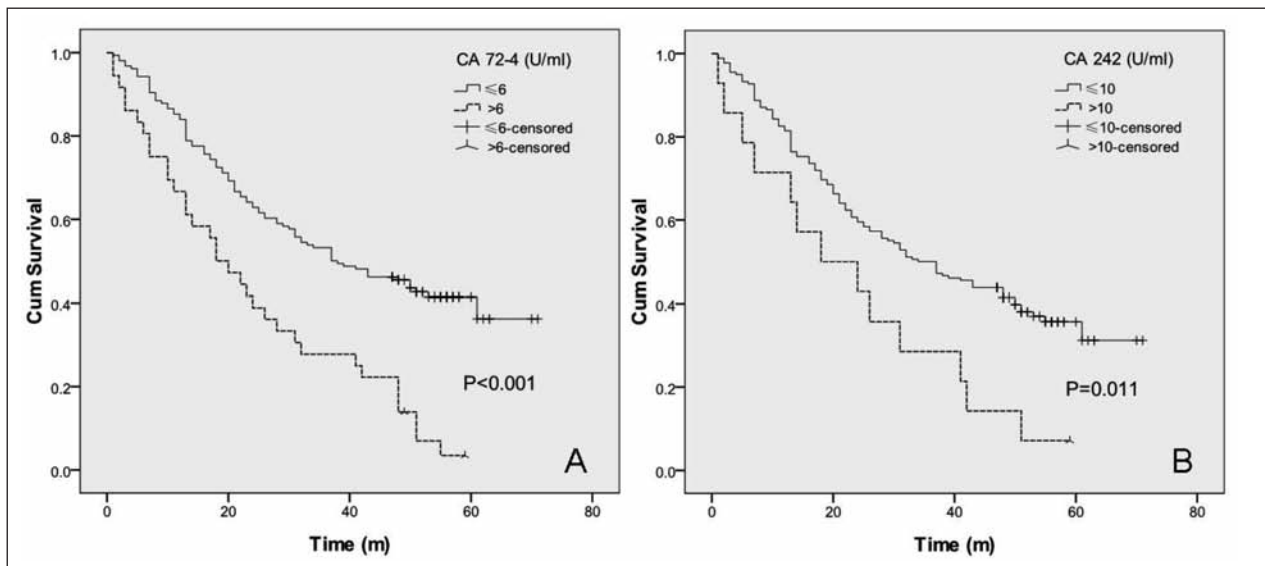 CA 72-4 (U/ml)
≤6
>6
≤6-censored
>6-censored
Cum Survival
1.0
0.8
0.6
0.4
0.2
0.0
P<0.001
A
0
20
40
60
80
Time (m)
CA 242 (U/ml)
≤10
>10
≤10-censored
>10-censored
Cum Survival
1.0
0.8
0.6
0.4
0.2
0.0
P=0.011
B
0
20
40
60
80
Time (m)